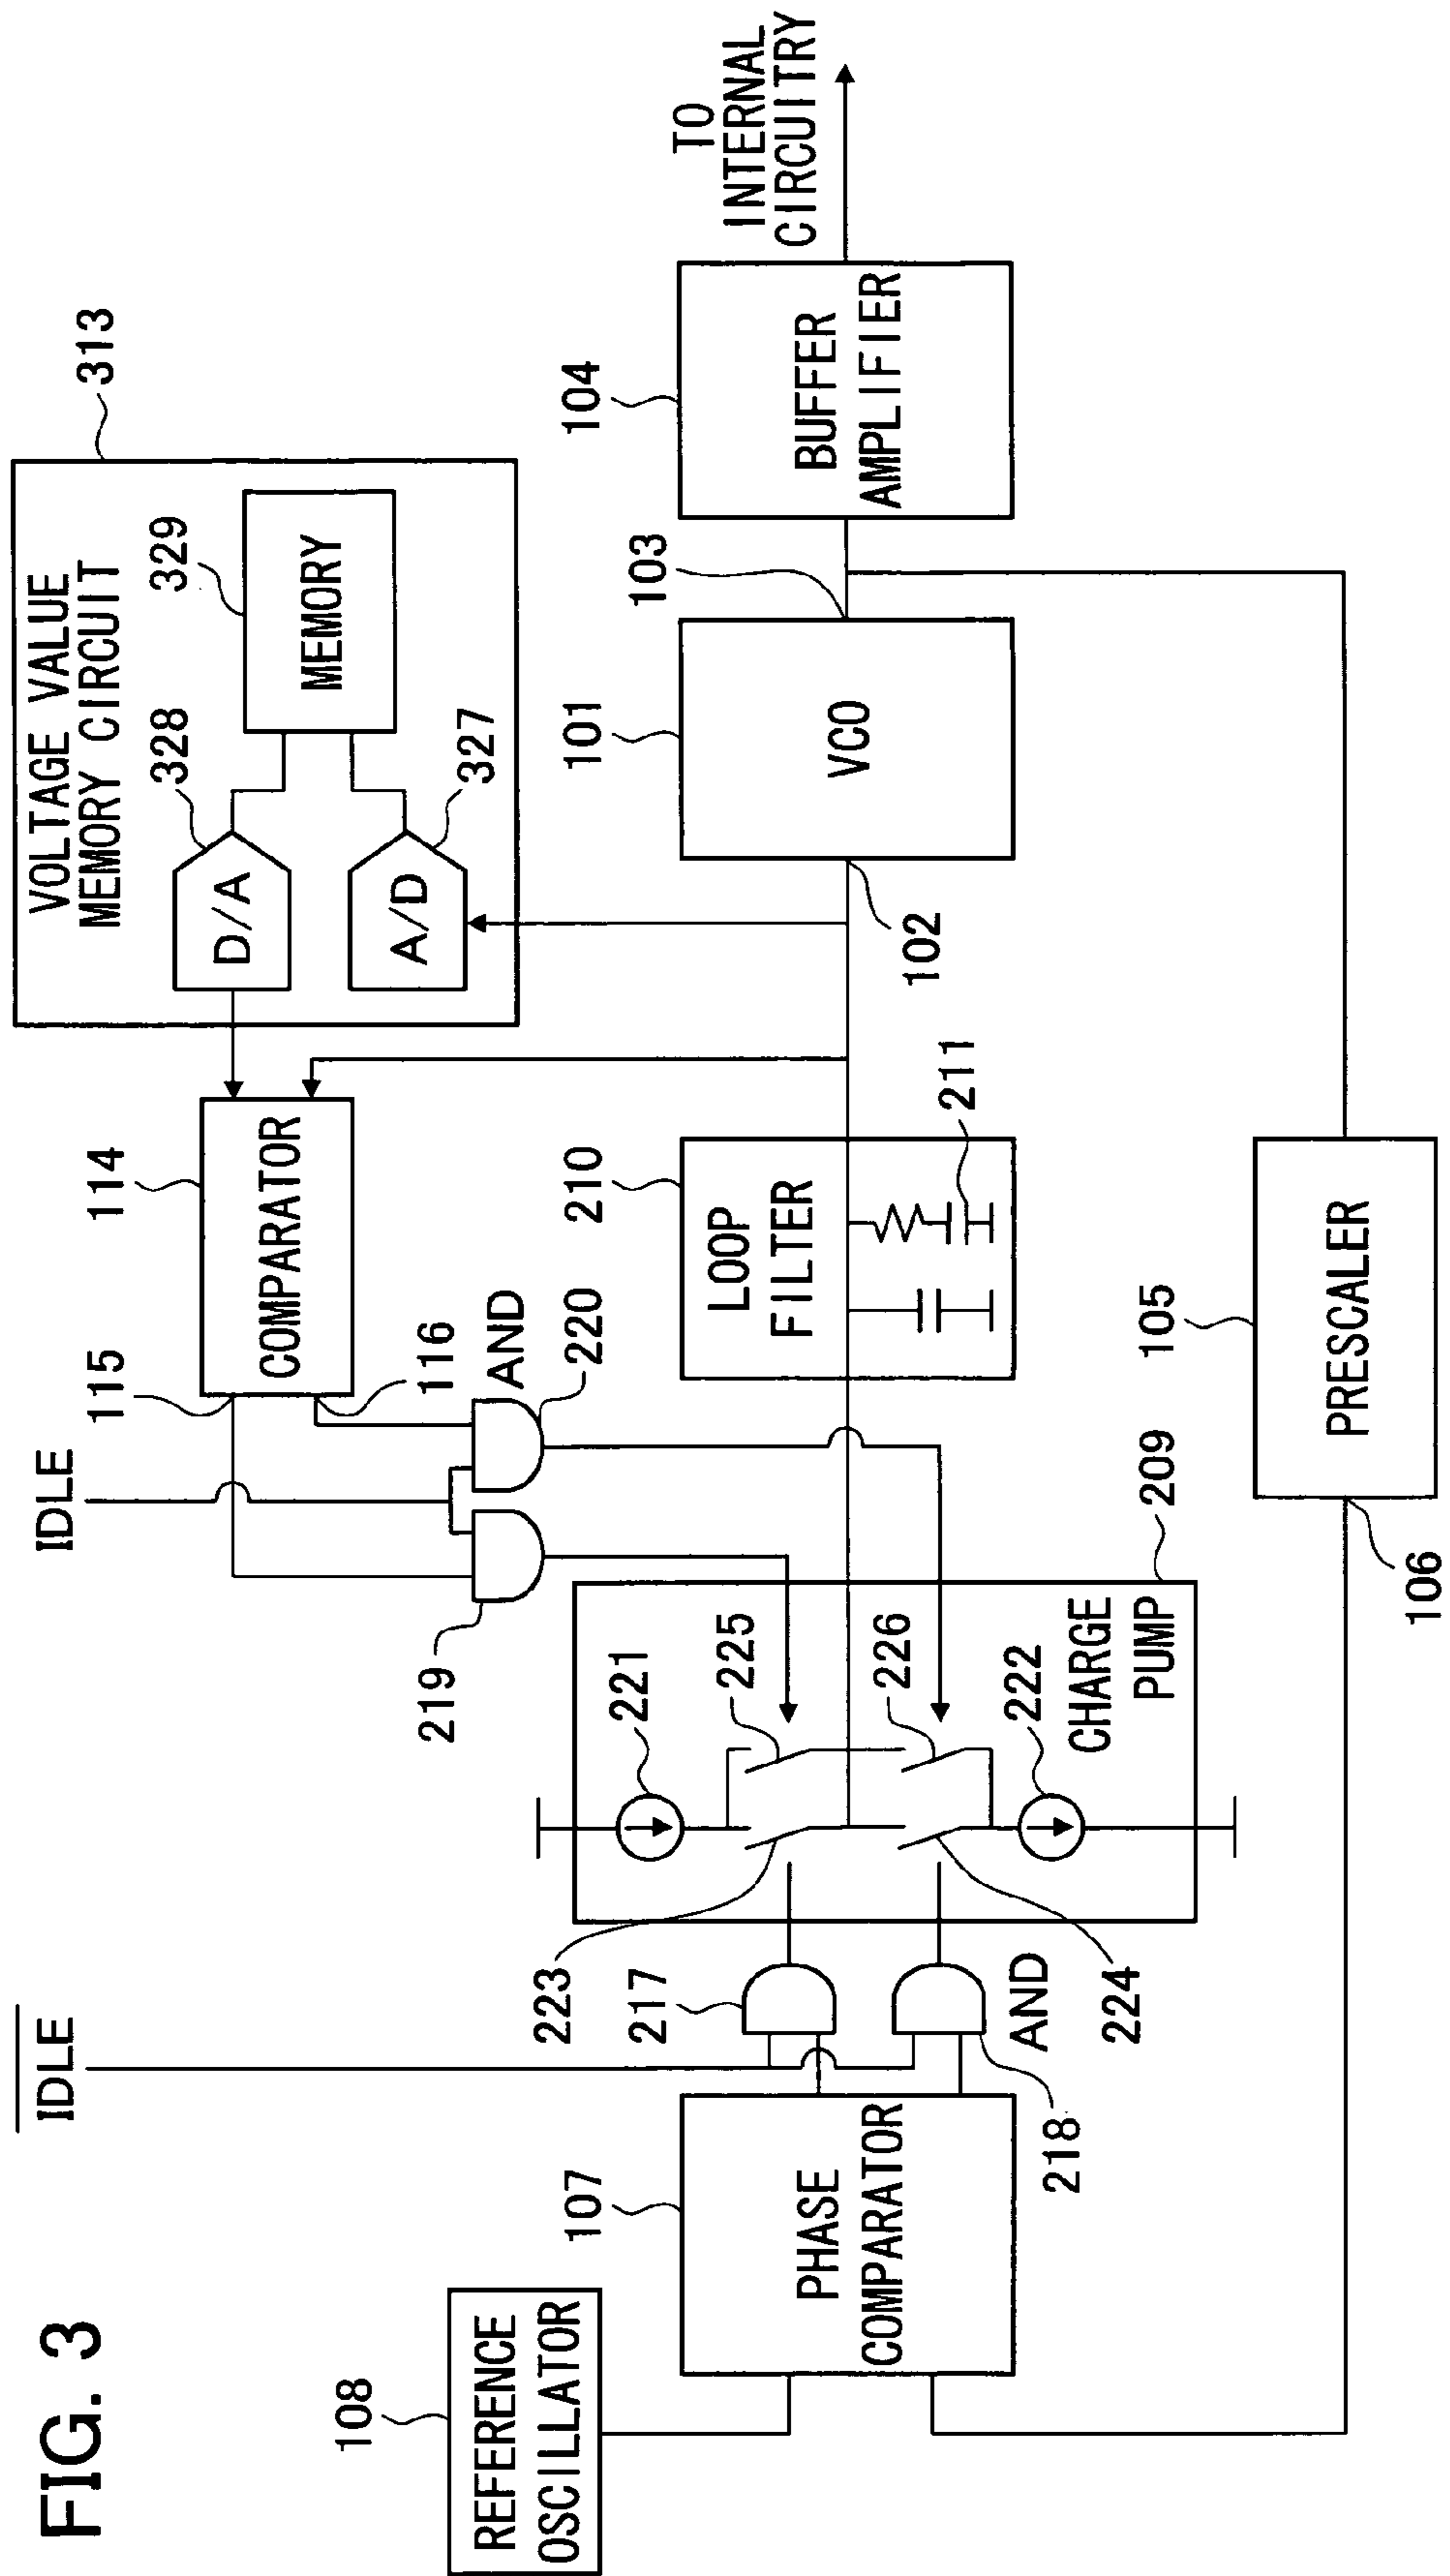 FIG. 3
IDLE
IDLE
VOLTAGE VALUE
MEMORY CIRCUIT
313
D/A
328
A/D
327
MEMORY
329
COMPARATOR
114
115
116
AND
220
219
REFERENCE
OSCILLATOR
108
PHASE
COMPARATOR
107
217
218
AND
223
224
221
225
226
222
CHARGE
PUMP
209
LOOP
FILTER
210
211
102
VCO
101
103
BUFFER
AMPLIFIER
104
TO
INTERNAL
CIRCUITRY
PRESCALER
105
106